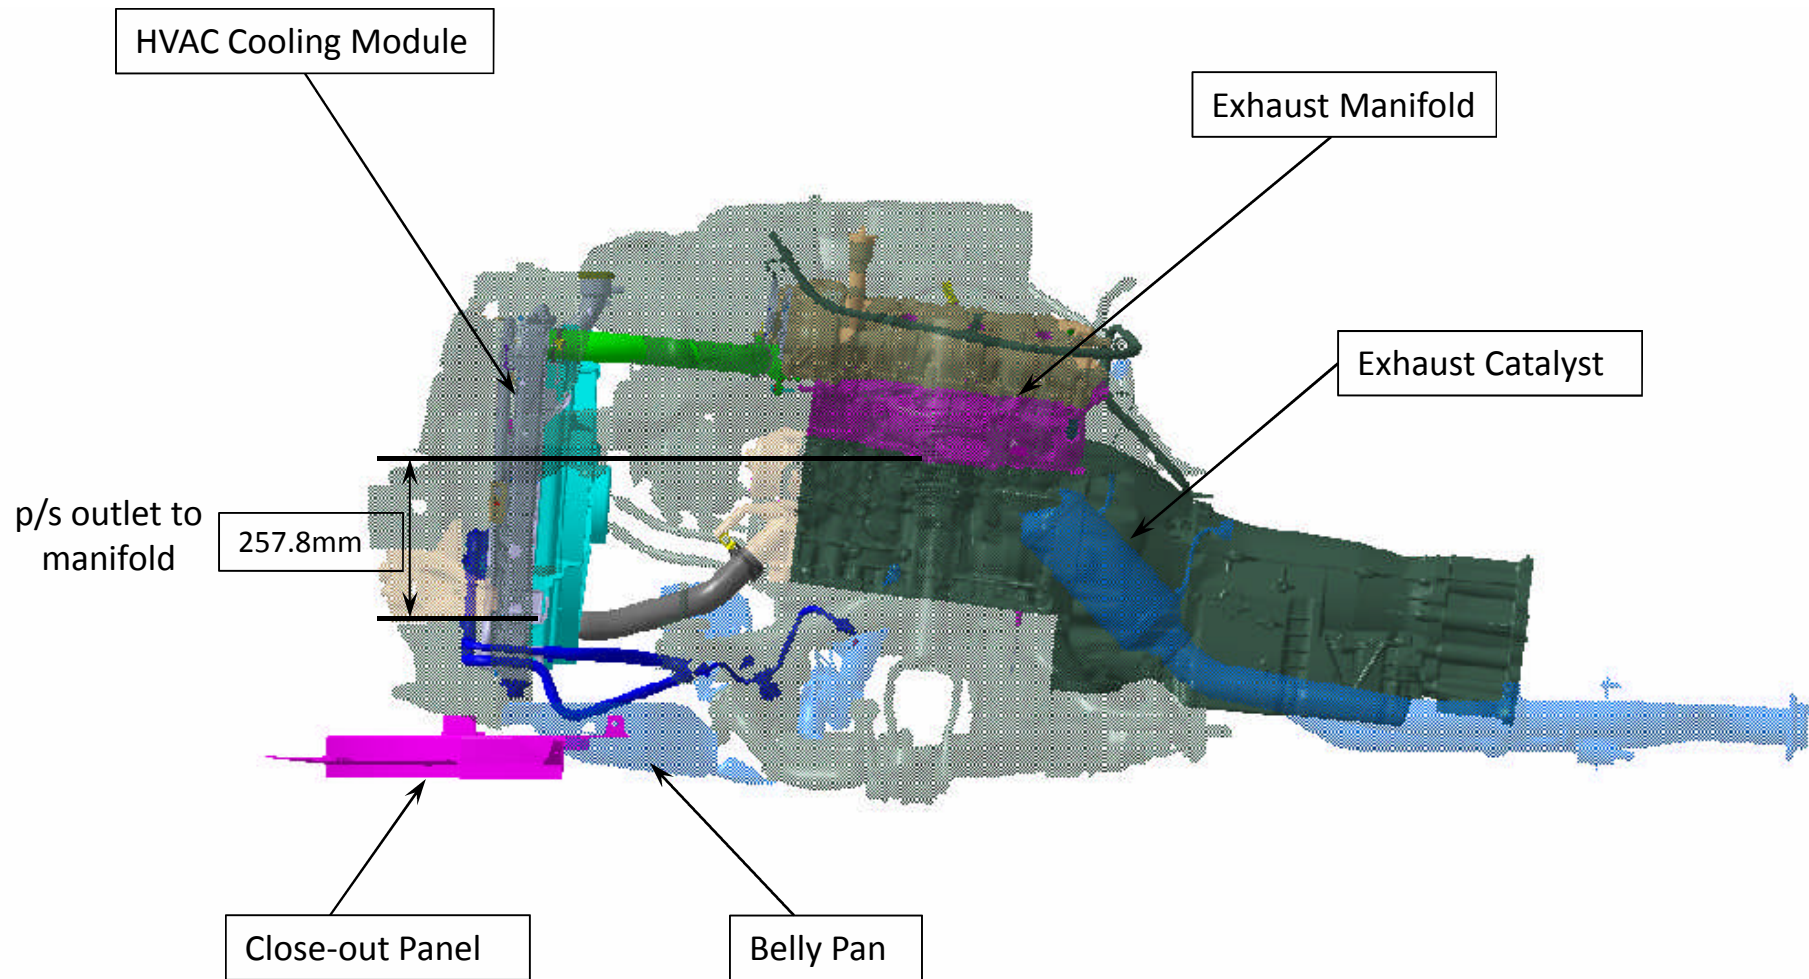 HVAC Cooling Module
Exhaust Manifold
Exhaust Catalyst
p/s outlet to
manifold
257.8mm
Close-out Panel
Belly Pan